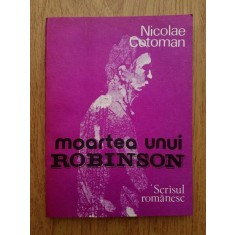 Nicolae
Cotoman
moartea unui
ROBINSON
Scrisul
românesc